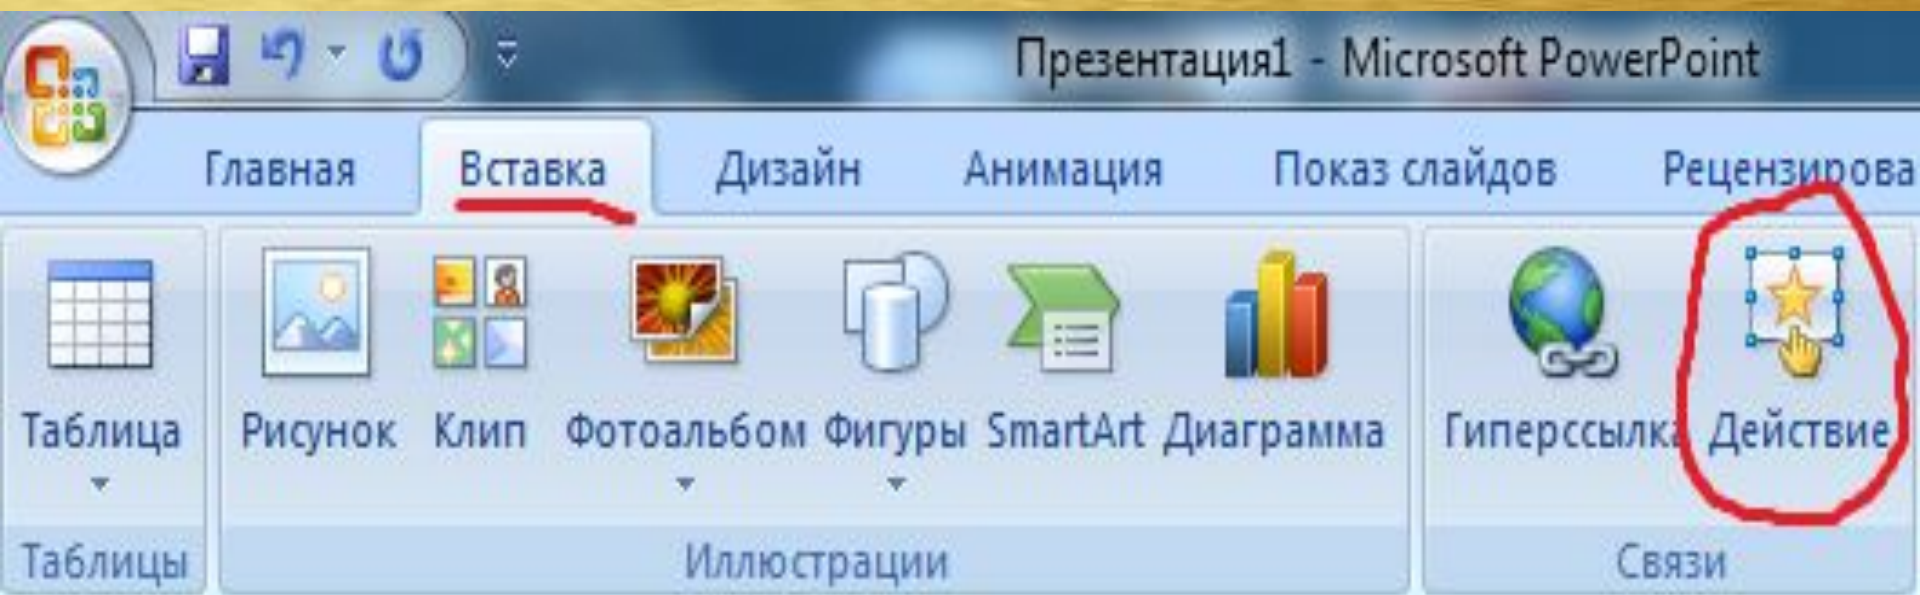 Презентация1 - Microsoft PowerPoint
Главная Вставка Дизайн Анимация Показ слайдов Рецензирова
Таблица Рисунок Клип Фотоальбом Фигуры SmartArt Диаграмма Гиперссылка Действие
Таблицы Иллюстрации Связи